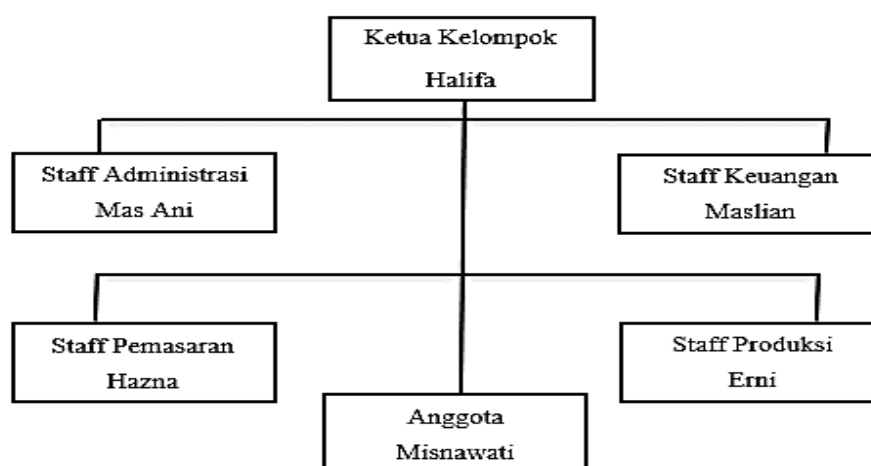 Ketua Kelompok
Halifa
Staff Administrasi
Mas Ani
Staff Keuangan
Maslian
Staff Pemasaran
Hazna
Staff Produksi
Erni
Anggota
Misnawati